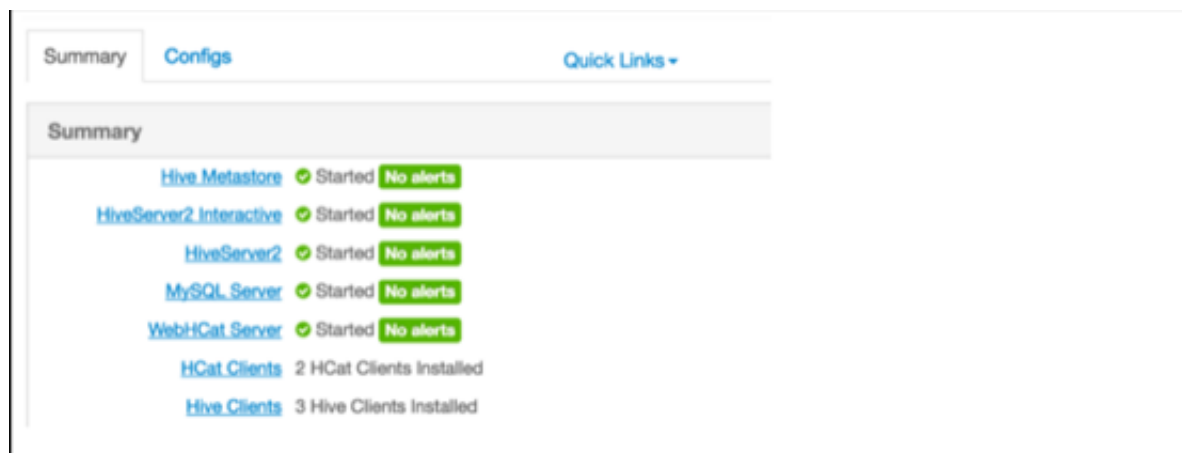 Summary Configs Quick Links
Summary
Hive Metastore Started No alerts
HiveServer2 Interactive Started No alerts
HiveServer2 Started No alerts
MySQL Server Started No alerts
WebHCat Server Started No alerts
HCat Clients 2 HCat Clients Installed
Hive Clients 3 Hive Clients Installed